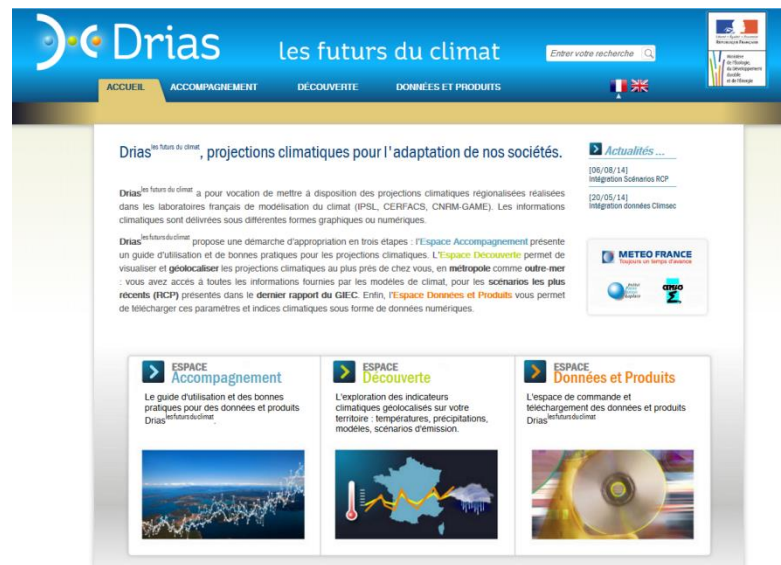 Drias les futurs du climat
Entrer votre recherche
ACCUEIL ACCOMPAGNEMENT DÉCOUVERTE DONNÉES ET PRODUITS
Drias les futurs du climat, projections climatiques pour l'adaptation de nos sociétés.
Drias les futurs du climat a pour vocation de mettre à disposition des projections climatiques régionalisées réalisées
dans les laboratoires français de modélisation du climat (IPSL, CERFACS, CNRM-GAME). Les informations
climatiques sont délivrées sous différentes formes graphiques ou numériques.
Drias les futurs du climat propose une démarche d'appropriation en trois étapes : l'Espace Accompagnement présente
un guide d'utilisation et de bonnes pratiques pour les projections climatiques. L'Espace Découverte permet de
visualiser et géolocaliser les projections climatiques au plus près de chez vous, en métropole comme outre-mer
: vous avez accès à toutes les informations fournies par les modèles de climat, pour les scénarios les plus
récents (RCP) présentés dans le dernier rapport du GIEC. Enfin, l'Espace Données et Produits vous permet
de télécharger ces paramètres et indices climatiques sous forme de données numériques.
Actualités ...
[06/08/14]
Intégration Scénarios RCP
[20/05/14]
Intégration données Climsec
METEO FRANCE
Toujours un temps d'avance
ESPACE
Accompagnement
Le guide d'utilisation et des bonnes
pratiques pour des données et produits
Drias les futurs du climat.
ESPACE
Découverte
L'exploration des indicateurs
climatiques géolocalisés sur votre
territoire : températures, précipitations,
modèles, scénarios d'émission.
ESPACE
Données et Produits
L'espace de commande et
téléchargement des données et produits
Drias les futurs du climat